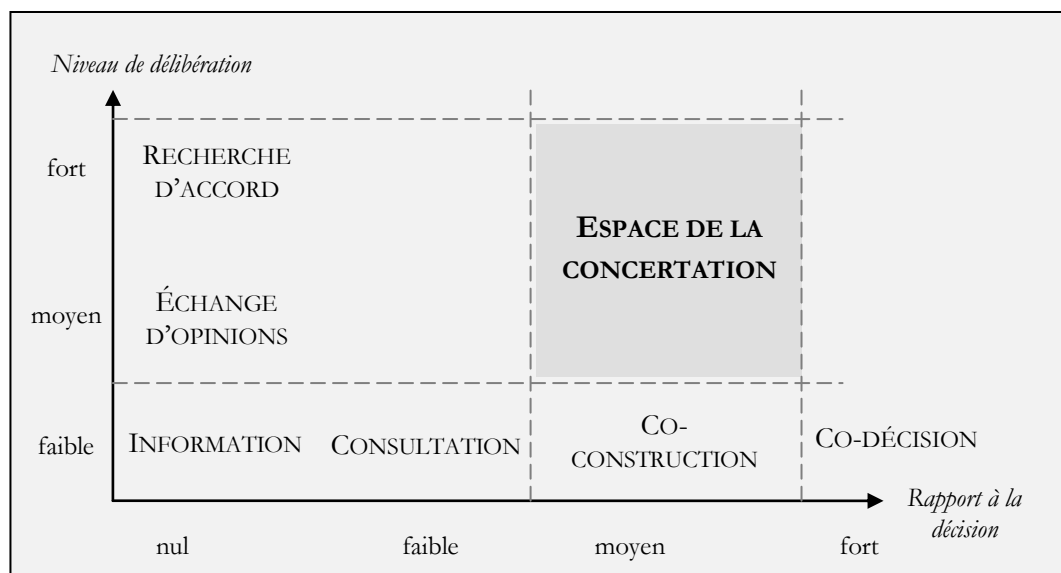 Niveau de délibération
fort
RECHERCHE
D'ACCORD
ESPACE DE LA
CONCERTATION
moyen
ÉCHANGE
D'OPINIONS
faible
INFORMATION
CONSULTATION
CO-
CONSTRUCTION
CO-DÉCISION
Rapport à la
décision
nul
faible
moyen
fort